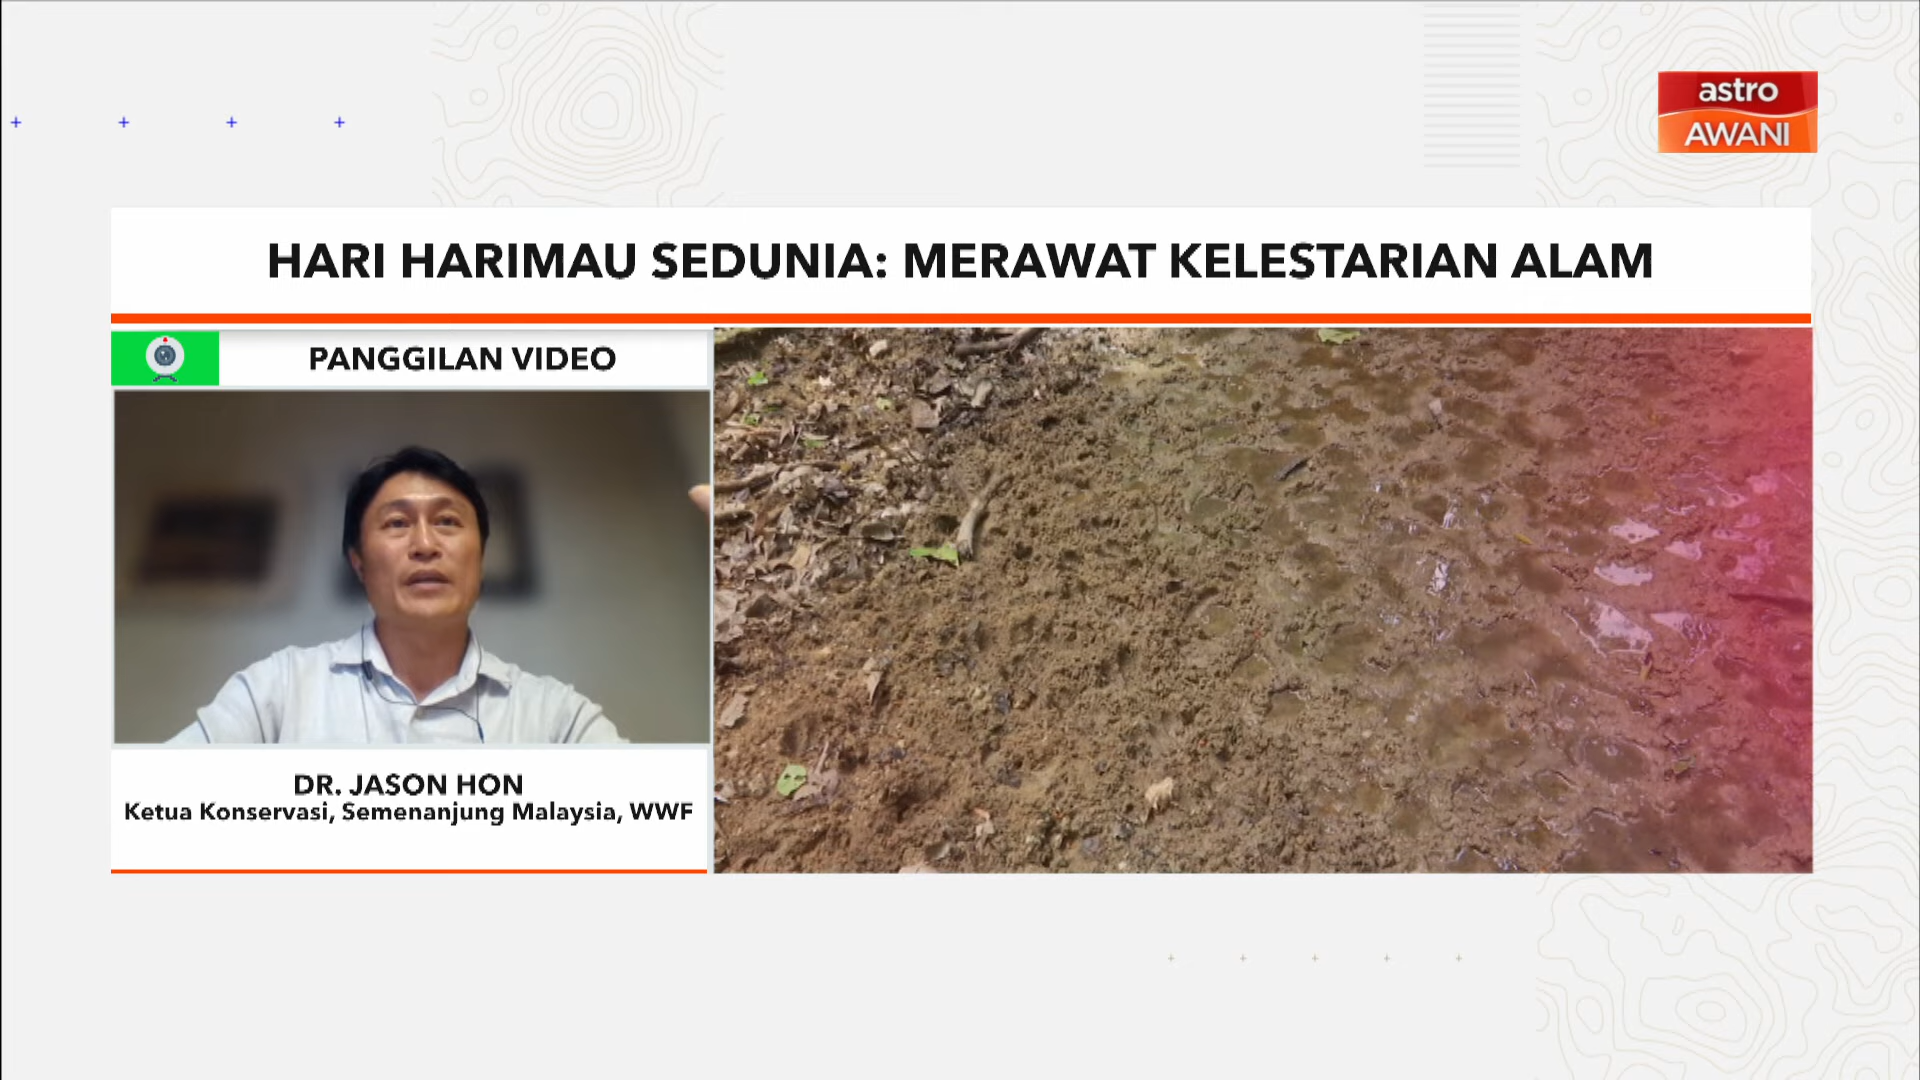 astro
AWANI
HARI HARIMAU SEDUNIA: MERAWAT KELESTARIAN ALAM
PANGGILAN VIDEO
DR. JASON HON
Ketua Konservasi, Semenanjung Malaysia, WWF